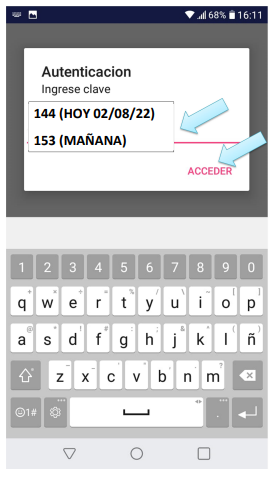 68% 16:11
Autenticacion
Ingrese clave
144 (HOY 02/08/22)
153 (MAÑANA)
ACCEDER
1 2 3 4 5 6 7 8 9 0
q w e r t y u i o p
a s d f g h j k l ñ
z x c v b n m
☺1# .